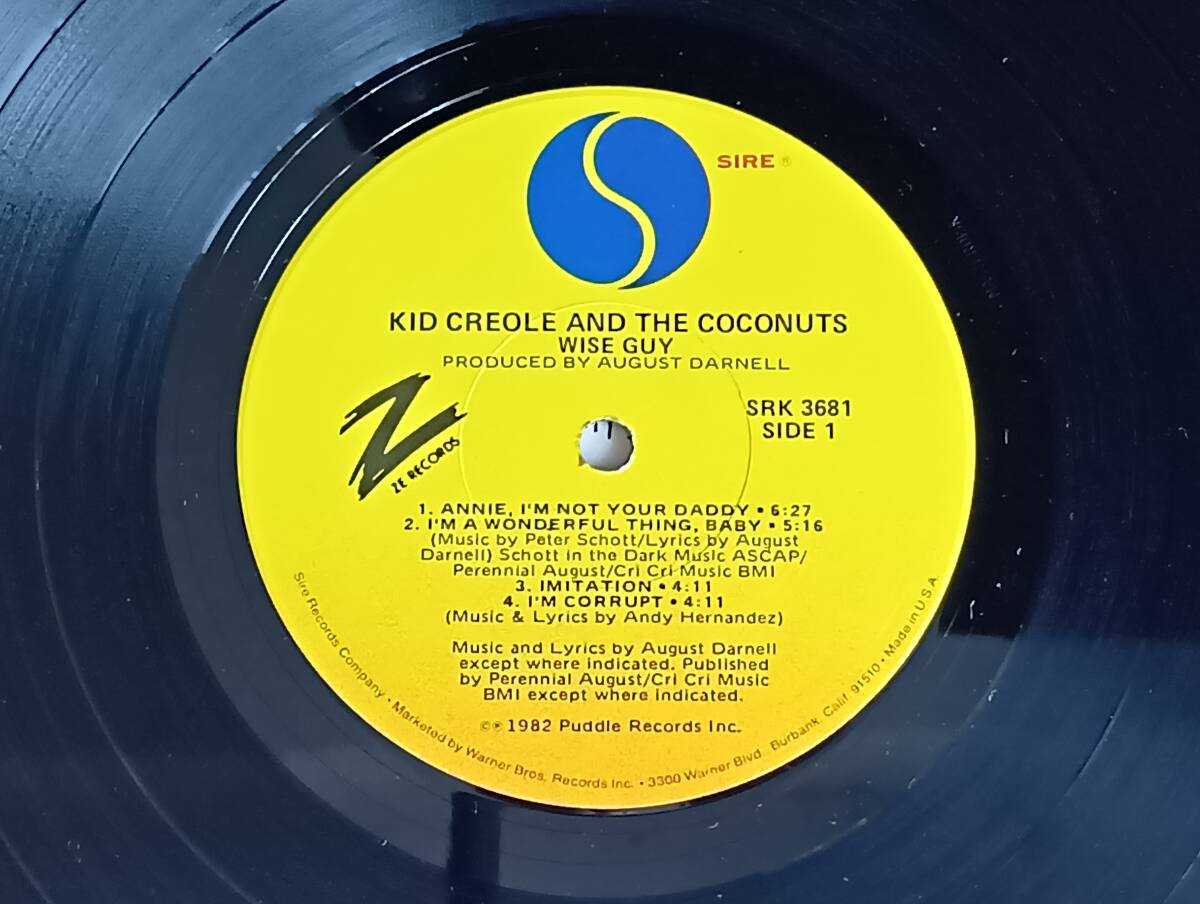 SIRE ®
KID CREOLE AND THE COCONUTS
WISE GUY
PRODUCED BY AUGUST DARNELL
Z
ZE RECORDS
SRK 3681
SIDE 1
1. ANNIE, I'M NOT YOUR DADDY • 6:27
2. I'M A WONDERFUL THING, BABY • 5:16
(Music by Peter Schott/Lyrics by August
Darnell) Schott in the Dark Music ASCAP/
Perennial August/Cri Cri Music BMI
3. IMITATION • 4:11
4. I'M CORRUPT • 4:11
(Music & Lyrics by Andy Hernandez)
Music and Lyrics by August Darnell
except where indicated. Published
by Perennial August/Cri Cri Music
BMI except where indicated.
©℗ 1982 Puddle Records Inc.
Sire Records Company • Marketed by Warner Bros. Records Inc. • 3300 Warner Blvd. Burbank, Calif. 91510 • Made in U.S.A.